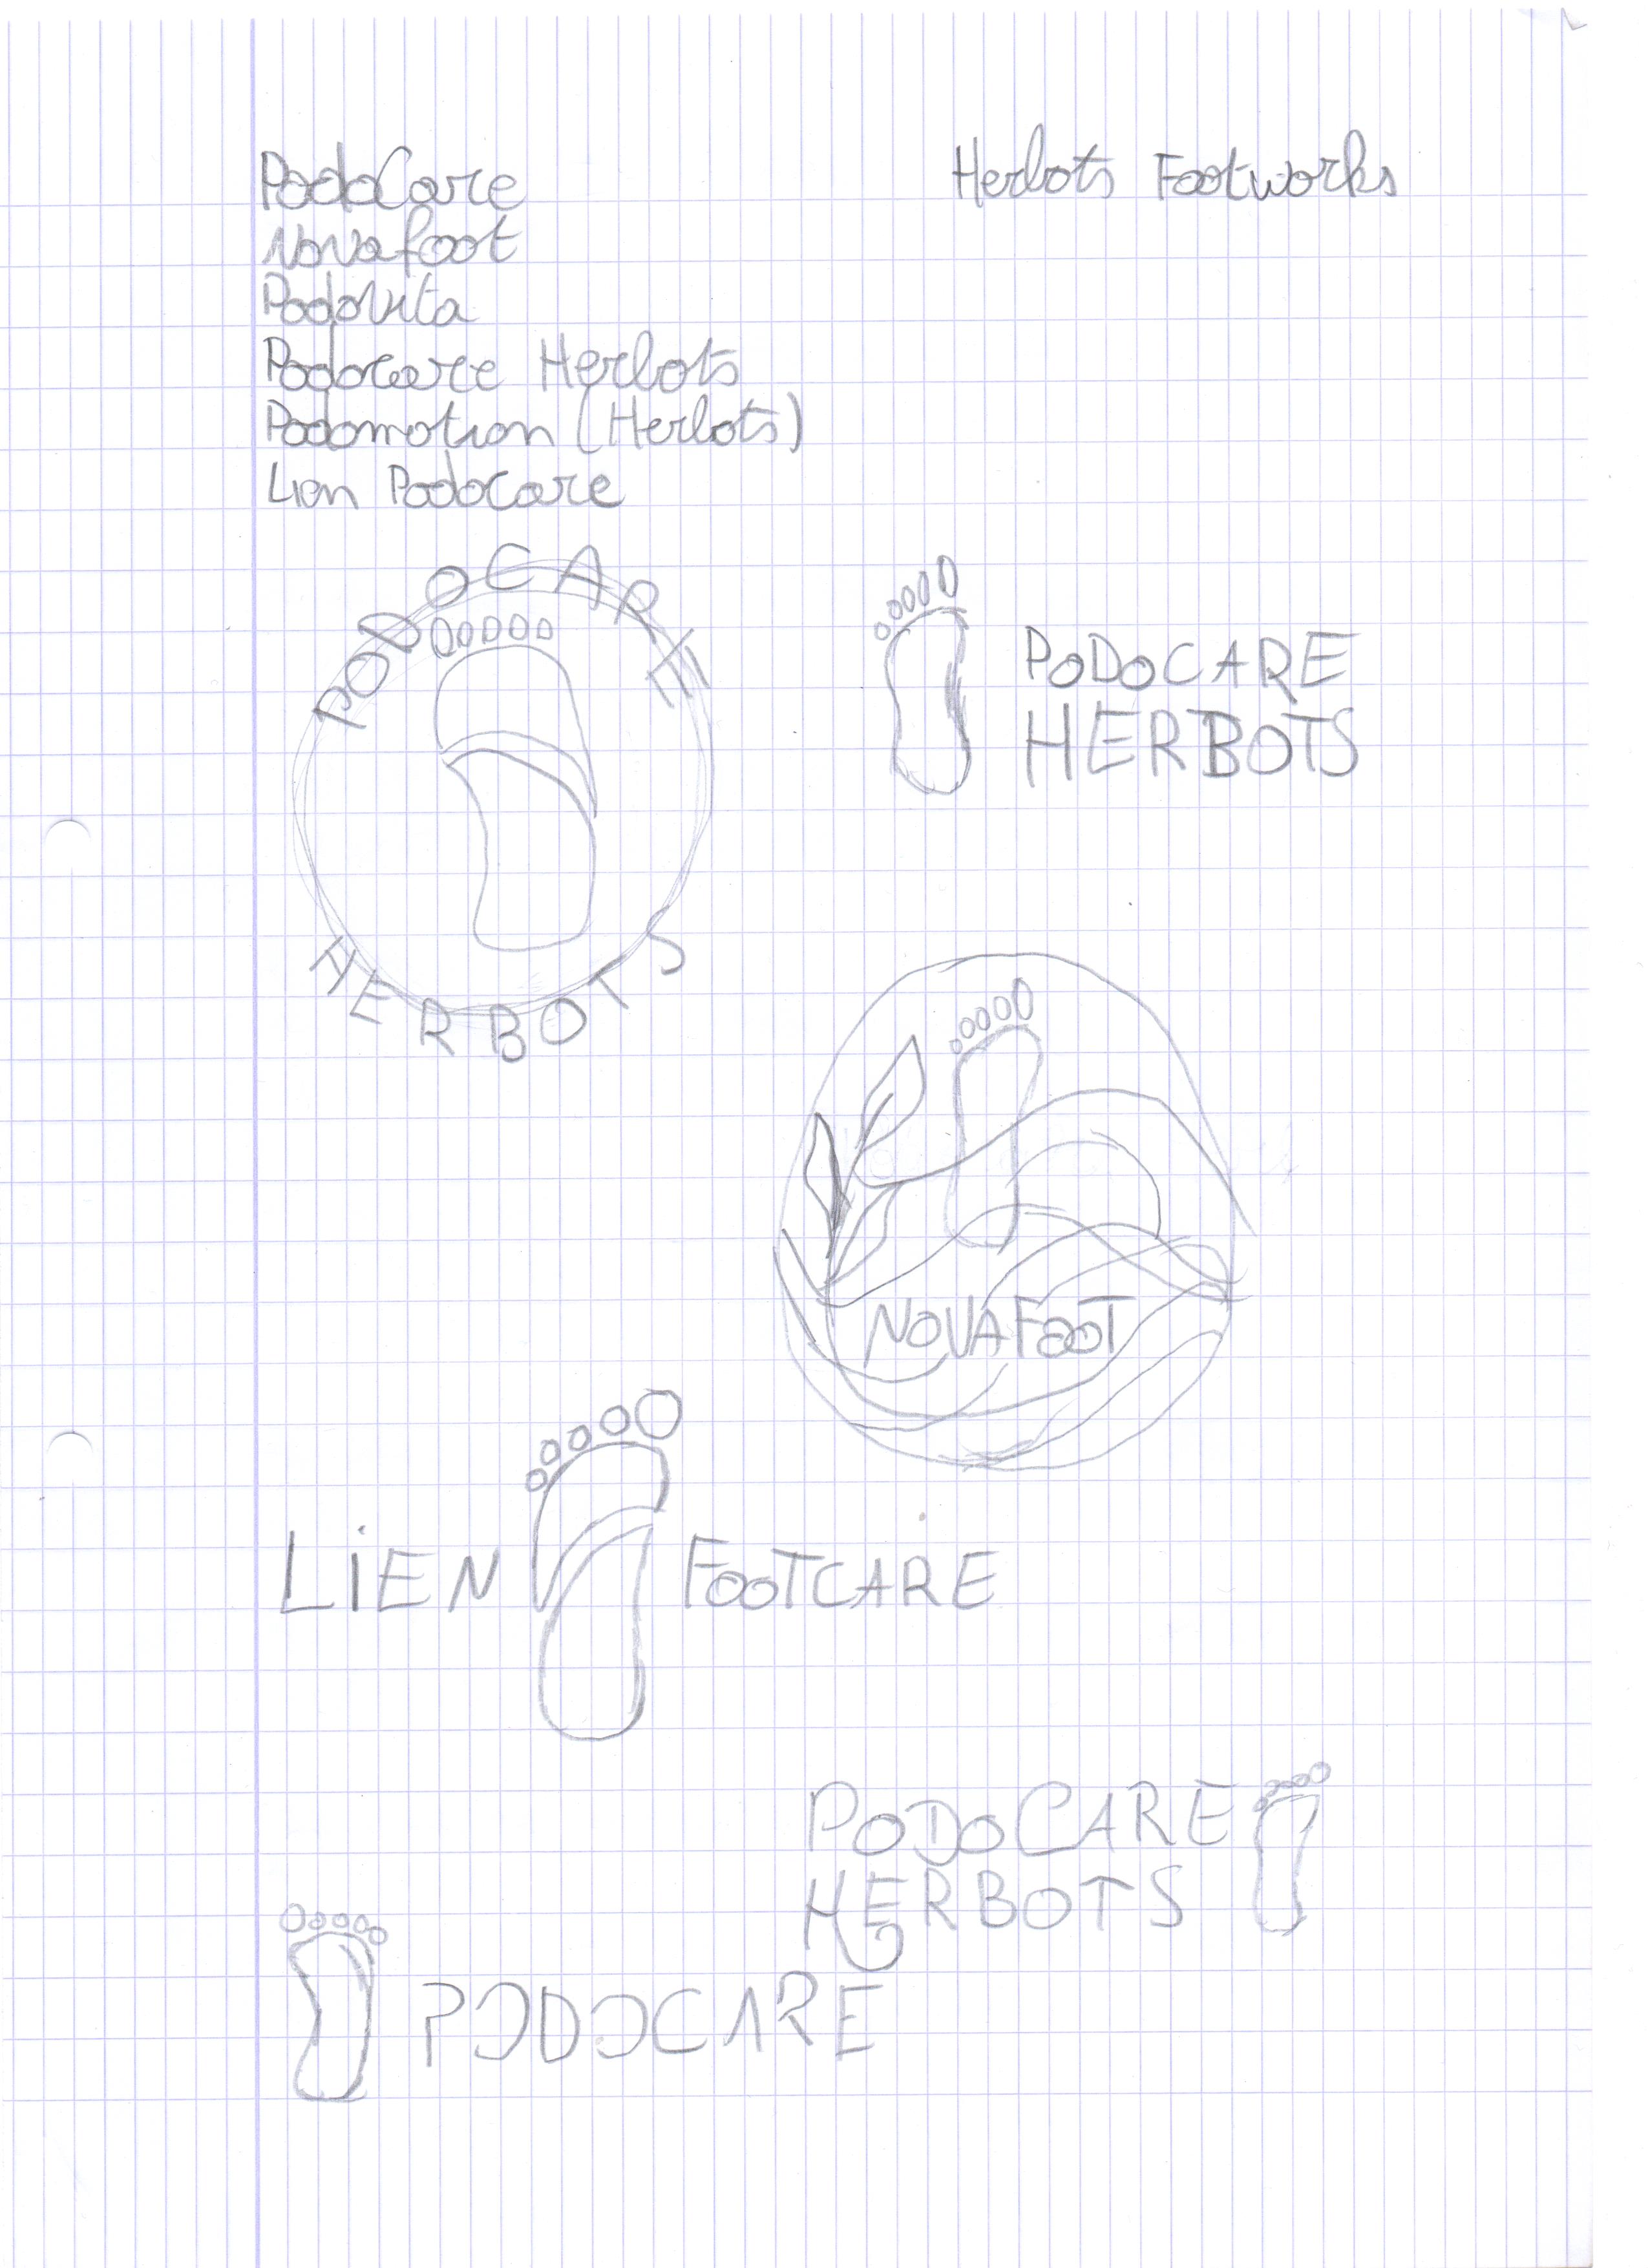 PodoCare
Novafoot
PodoVita
Podocare Herbots
Podomotion (Herbots)
Lien Podocare
Herbots Footworks
PODOCARE
HERBOTS
PODOCARE
HERBOTS
NOVAFOOT
LiEN FOOTCARE
PODOCARE
HERBOTS
PODOCARE